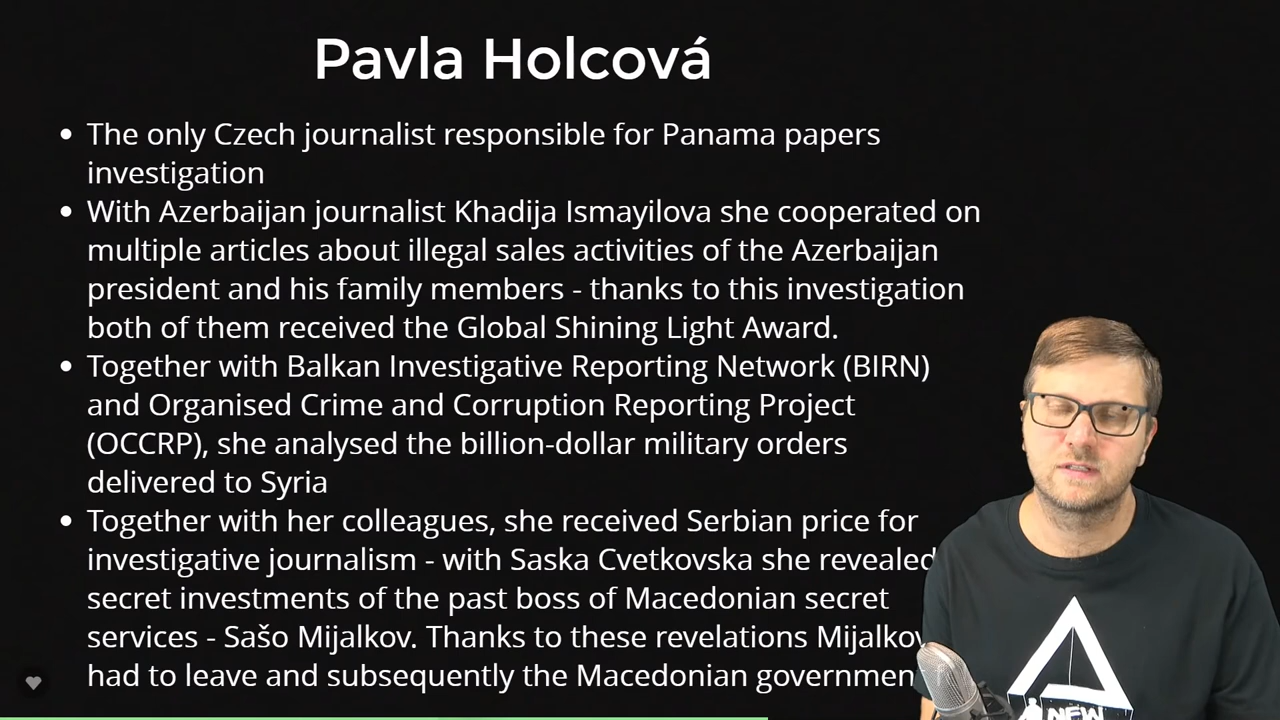 Pavla Holcová
• The only Czech journalist responsible for Panama papers
investigation
• With Azerbaijan journalist Khadija Ismayilova she cooperated on
multiple articles about illegal sales activities of the Azerbaijan
president and his family members - thanks to this investigation
both of them received the Global Shining Light Award.
• Together with Balkan Investigative Reporting Network (BIRN)
and Organised Crime and Corruption Reporting Project
(OCCRP), she analysed the billion-dollar military orders
delivered to Syria
• Together with her colleagues, she received Serbian price for
investigative journalism - with Saska Cvetkovska she revealed
secret investments of the past boss of Macedonian secret
services - Sašo Mijalkov. Thanks to these revelations Mijalkov
had to leave and subsequently the Macedonian governmen
NEW